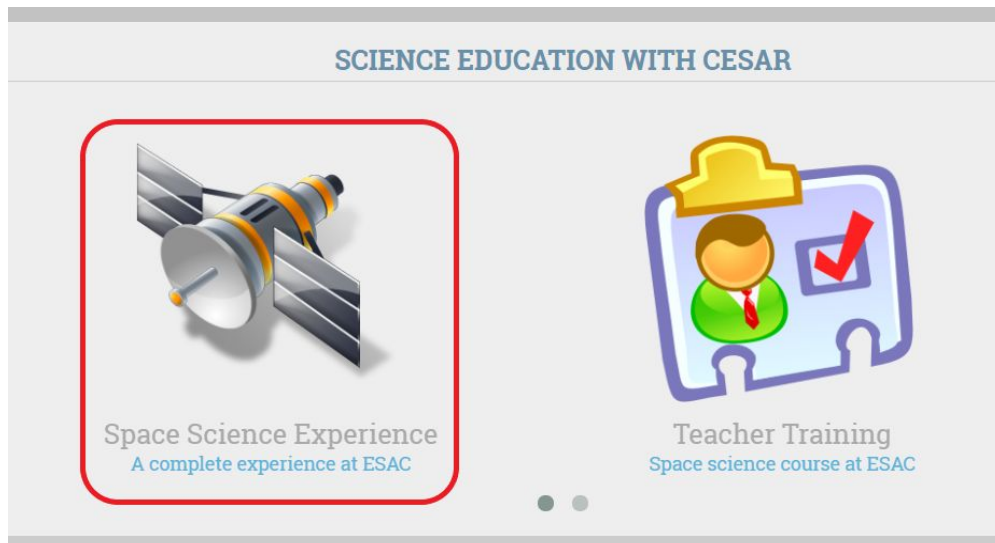 SCIENCE EDUCATION WITH CESAR
Space Science Experience
A complete experience at ESAC
Teacher Training
Space science course at ESAC